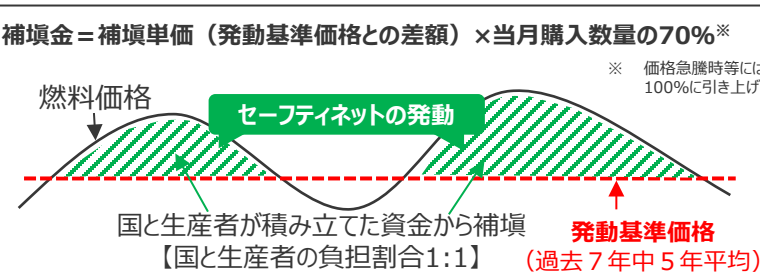 補填金＝補填単価（発動基準価格との差額）×当月購入数量の70%※
※　価格急騰時等には
100%に引き上げ
燃料価格
セーフティネットの発動
国と生産者が積み立てた資金から補填
【国と生産者の負担割合1:1】
発動基準価格
（過去７年中５年平均）